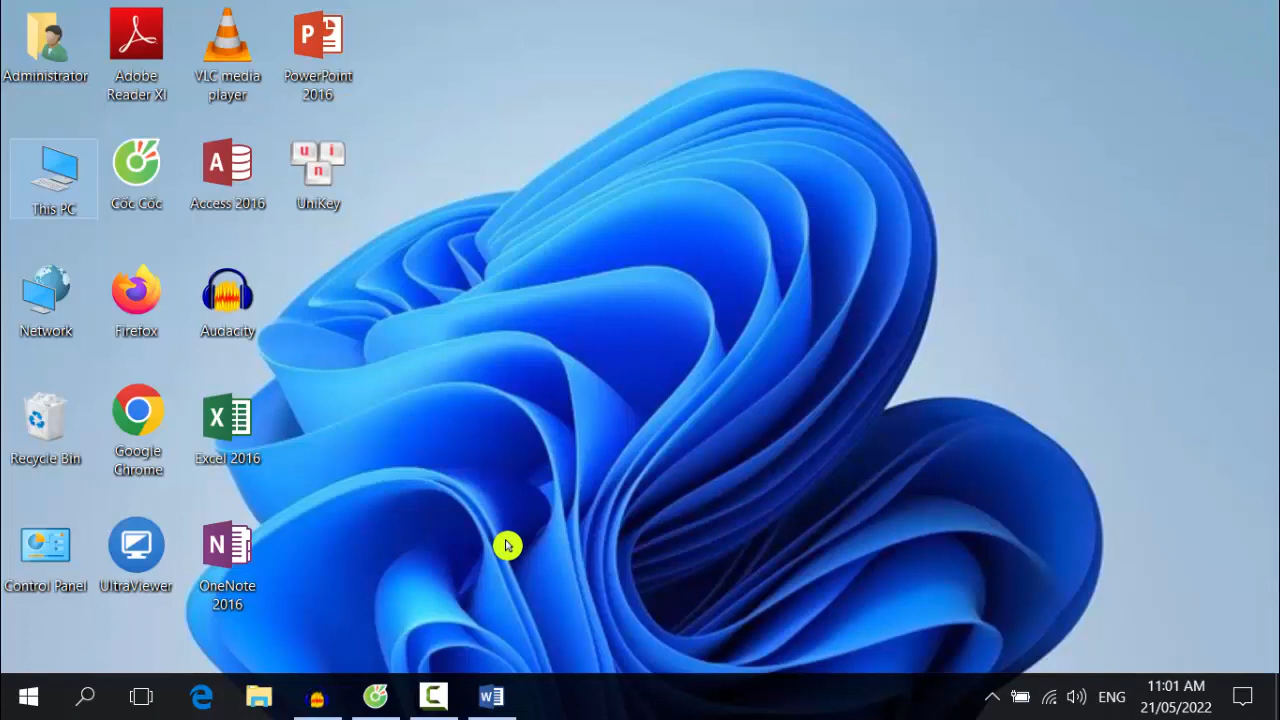 Administrator
Adobe
Reader XI
VLC media
player
PowerPoint
2016
This PC
Cốc Cốc
Access 2016
UniKey
Network
Firefox
Audacity
Recycle Bin
Google
Chrome
Excel 2016
Control Panel
UltraViewer
OneNote
2016
ENG
11:01 AM
21/05/2022